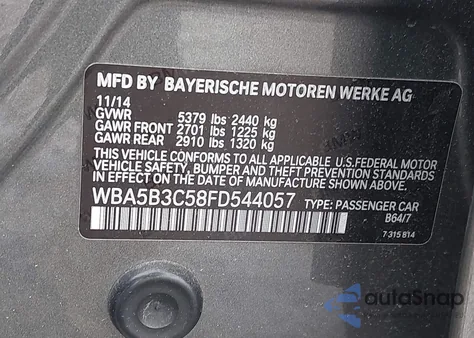 MFD BY BAYERISCHE MOTOREN WERKE AG
11/14
GVWR 5379 lbs 2440 kg
GAWR FRONT 2701 lbs 1225 kg
GAWR REAR 2910 lbs 1320 kg
THIS VEHICLE CONFORMS TO ALL APPLICABLE U.S.FEDERAL MOTOR
VEHICLE SAFETY, BUMPER AND THEFT PREVENTION STANDARDS
IN EFFECT ON THE DATE OF MANUFACTURE SHOWN ABOVE.
WBA5B3C58FD544057 TYPE: PASSENGER CAR
B64/7
7 315 814
autoSnap